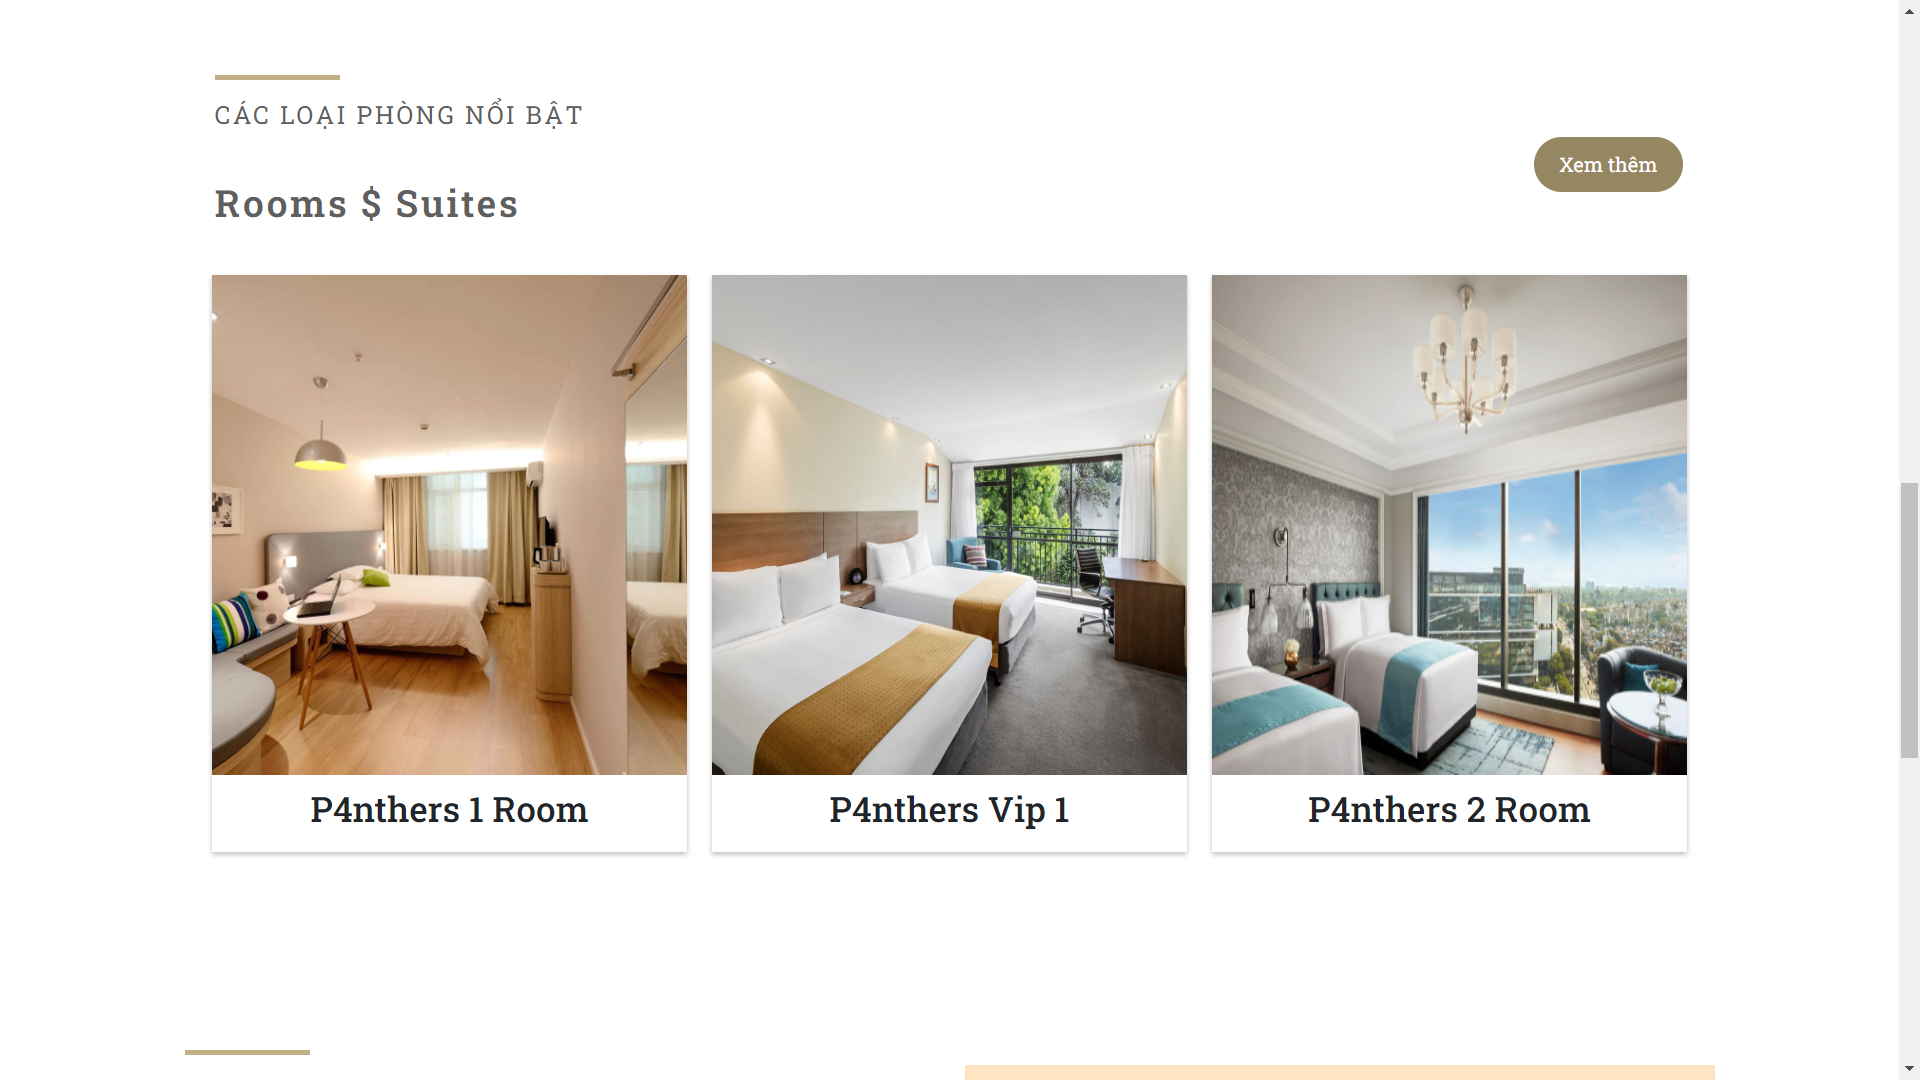 CÁC LOẠI PHÒNG NỔI BẬT
Xem thêm
Rooms $ Suites
P4nthers 1 Room
P4nthers Vip 1
P4nthers 2 Room